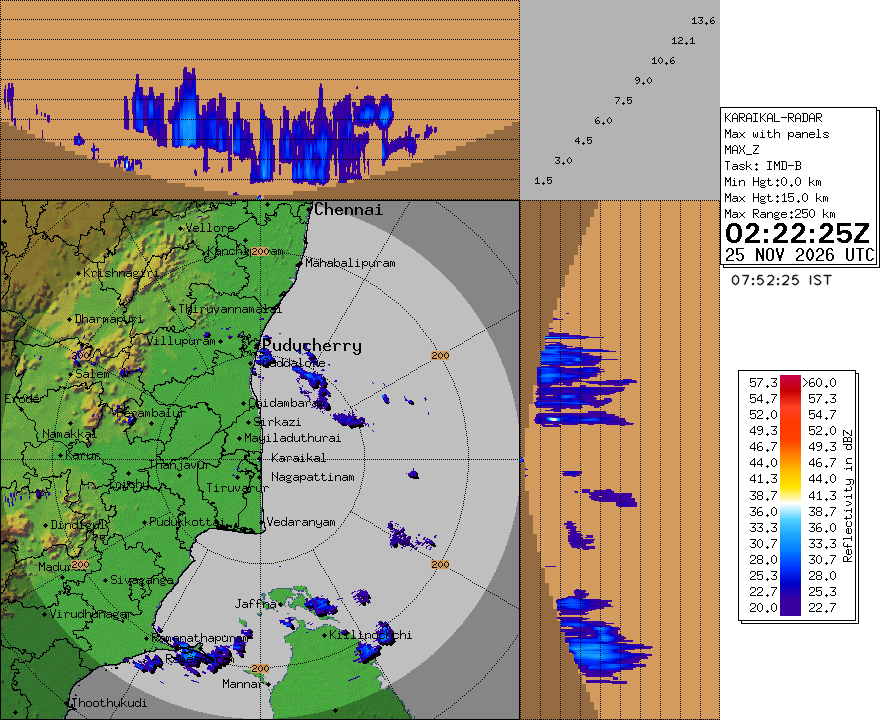 13.6
12.1
10.6
9.0
7.5
6.0
4.5
3.0
1.5
KARAIKAL-RADAR
Max with panels
MAX_Z
Task: IMD-B
Min Hgt:0.0 km
Max Hgt:15.0 km
Max Range:250 km
02:22:25Z
25 NOV 2026 UTC
07:52:25 IST
Chennai
Vellore
200
Mahabalipuram
Krishnagiri
Thiruvannamalai
Dharmapuri
Villupuram
Puducherry
200
200
Salem
Chidambaram
Perambalur
Sirkazi
Namakkal
Mayiladuthurai
Karur
Karaikal
Thanjavur
Nagapattinam
Tiruvarur
Dindigul
Pudukkottai
Vedaranyam
200
200
Sivaganga
Jaffna
Virudhunagar
Ramanathapuram
Killinochchi
200
Mannar
Thoothukudi
57.3 >60.0
54.7 57.3
52.0 54.7
49.3 52.0
46.7 49.3
44.0 46.7
41.3 44.0
38.7 41.3
36.0 38.7
33.3 36.0
30.7 33.3
28.0 30.7
25.3 28.0
22.7 25.3
20.0 22.7
Reflectivity in dBZ